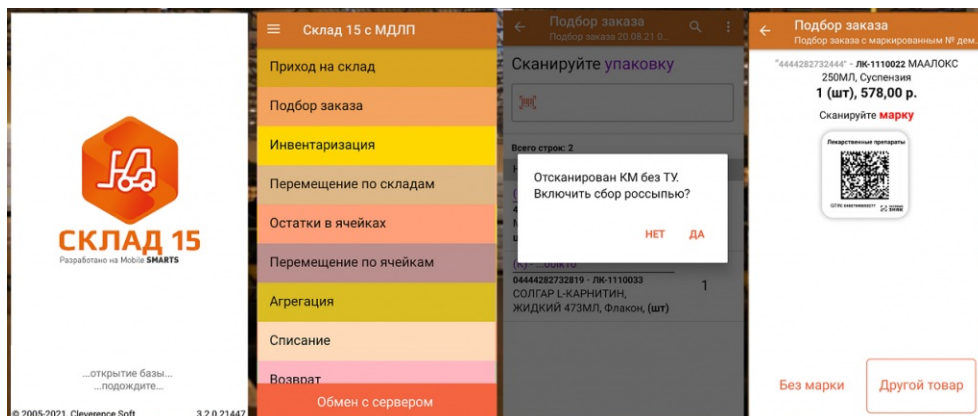 СКЛАД 15
Разработано на Mobile SMARTS
...открытие базы...
...подождите...
© 2005-2021, Cleverence Soft 3.2.0.21447
Склад 15 с МДЛП
Приход на склад
Подбор заказа
Инвентаризация
Перемещение по складам
Остатки в ячейках
Перемещение по ячейкам
Агрегация
Списание
Возврат
Обмен с сервером
Подбор заказа
Подбор заказа 20.08.21 0...
Сканируйте упаковку
Всего строк: 2
Отсканирован КМ без ТУ.
Включить сбор россыпью?
НЕТ ДА
04444282732819 - ЛК-1110033
СОЛГАР L-КАРНИТИН,
ЖИДКИЙ 473МЛ, Флакон, (шт)
1
Подбор заказа
Подбор заказа с маркированным № дем...
"4444282732444" - ЛК-1110022 МААЛОКС
250МЛ, Суспензия
1 (шт), 578,00 р.
Сканируйте марку
Лекарственные препараты
Без марки
Другой товар